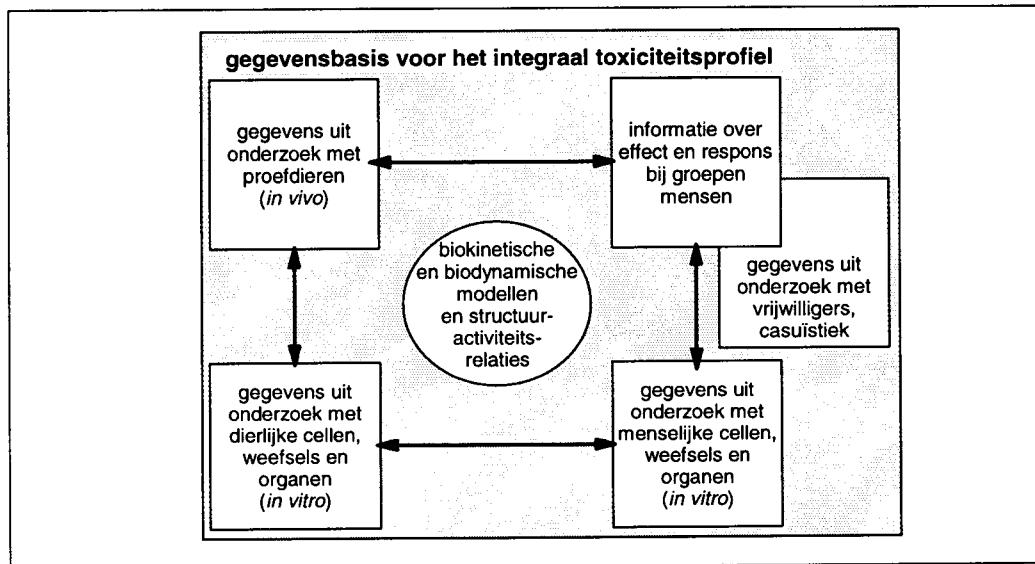 gegevensbasis voor het integraal toxiciteitsprofiel
gegevens uit
onderzoek met
proefdieren
(in vivo)
informatie over
effect en respons
bij groepen
mensen
biokinetische
en biodynamische
modellen
en structuur-
activiteits-
relaties
gegevens uit
onderzoek met
vrijwilligers,
casuïstiek
gegevens uit
onderzoek met
dierlijke cellen,
weefsels en
organen
(in vitro)
gegevens uit
onderzoek met
menselijke cellen,
weefsels en
organen
(in vitro)